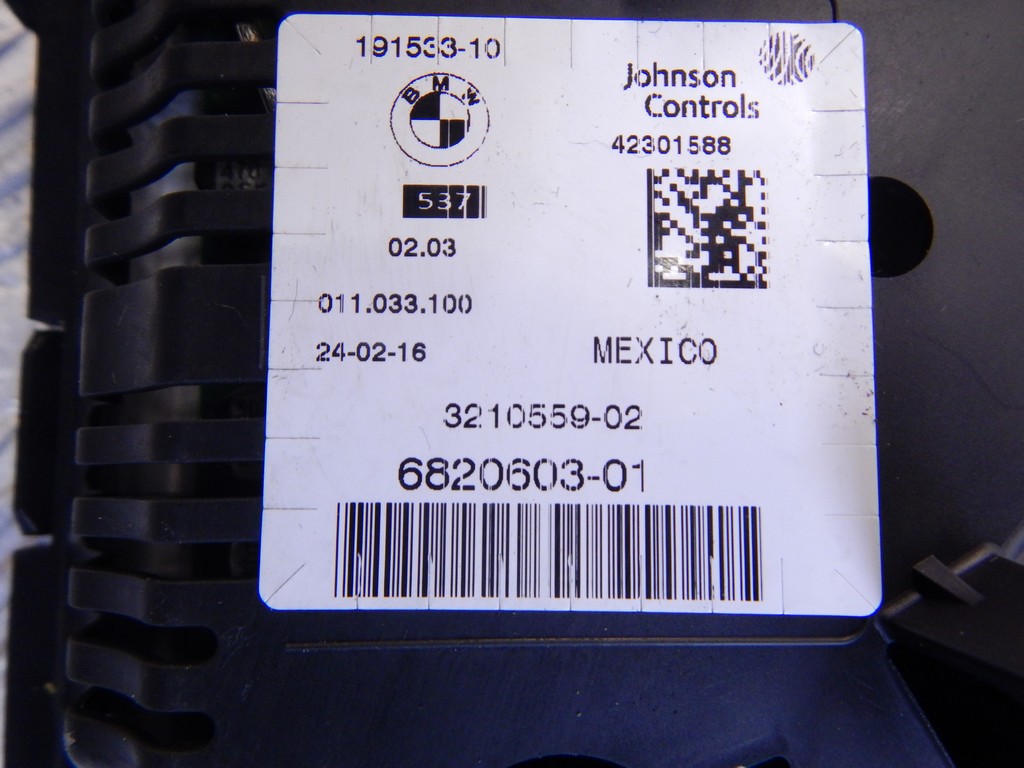 191533-10
BMW
Johnson
Controls
42301588
537
02.03
011.033.100
24-02-16
MEXICO
3210559-02
6820603-01